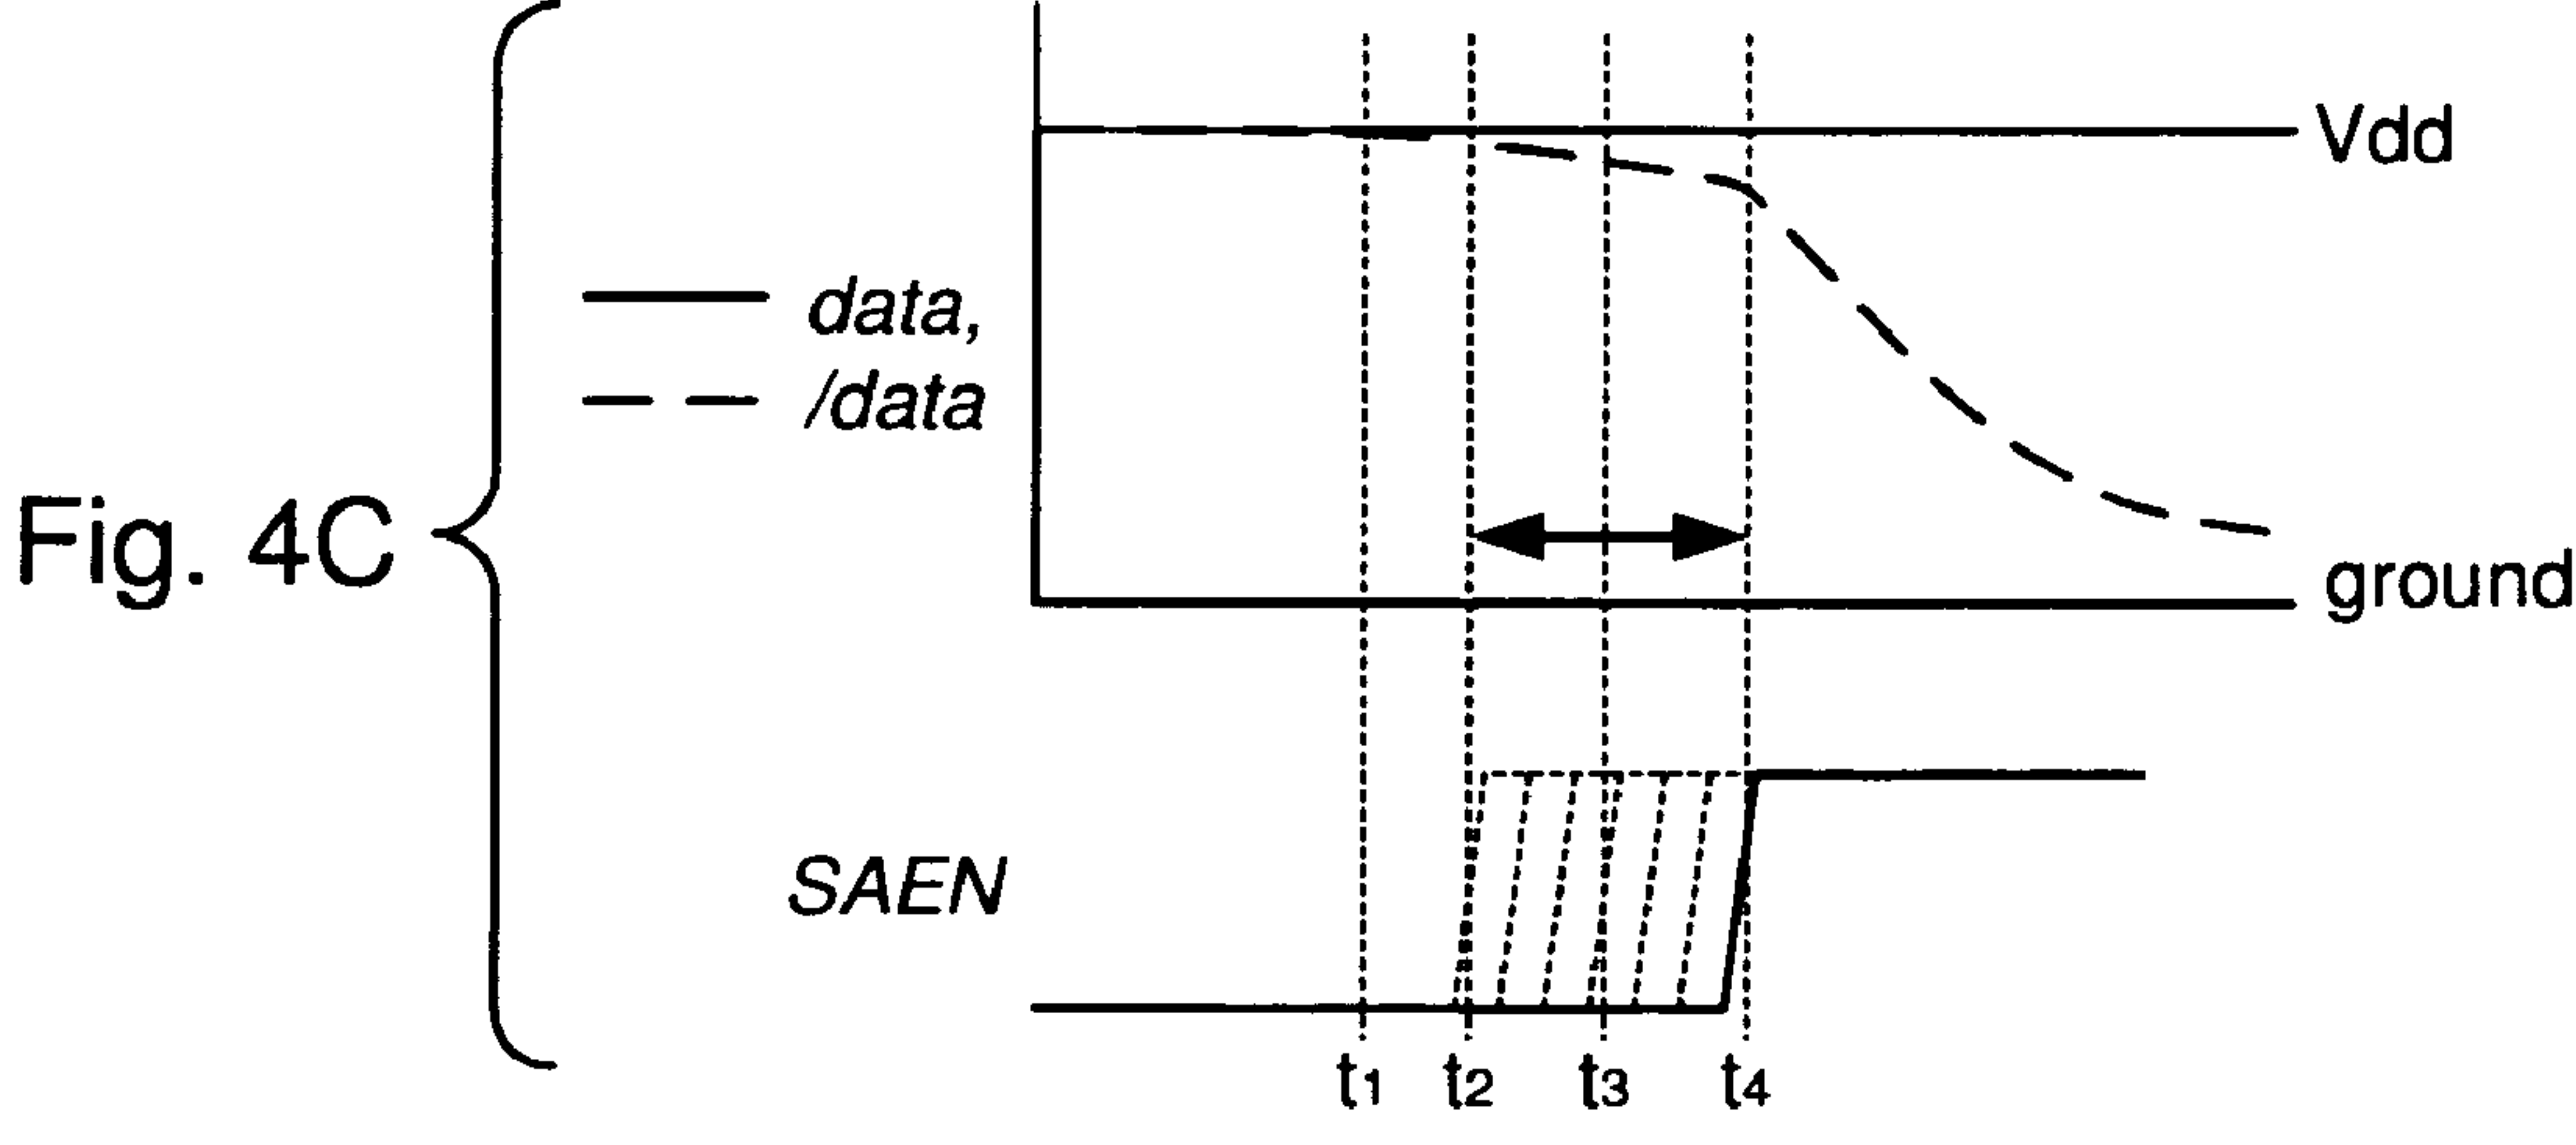 Vdd
data,
/data
Fig. 4C
ground
SAEN
t1 t2 t3 t4